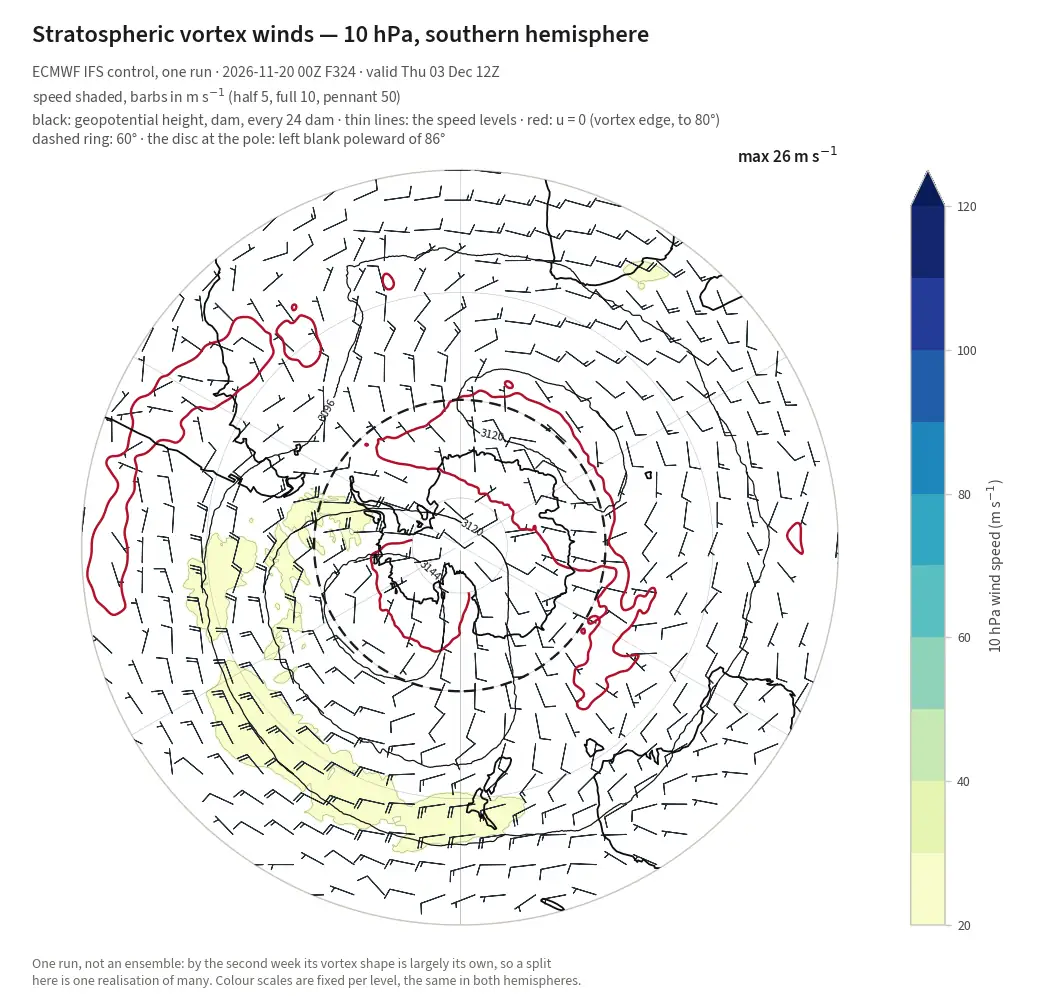 Stratospheric vortex winds — 10 hPa, southern hemisphere
ECMWF IFS control, one run · 2026-11-20 00Z F324 · valid Thu 03 Dec 12Z
speed shaded, barbs in m s⁻¹ (half 5, full 10, pennant 50)
black: geopotential height, dam, every 24 dam · thin lines: the speed levels · red: u = 0 (vortex edge, to 80°)
dashed ring: 60° · the disc at the pole: left blank poleward of 86°
max 26 m s⁻¹
120
100
80
60
40
20
10 hPa wind speed (m s⁻¹)
3096
3120
3120
3144
One run, not an ensemble: by the second week its vortex shape is largely its own, so a split
here is one realisation of many. Colour scales are fixed per level, the same in both hemispheres.